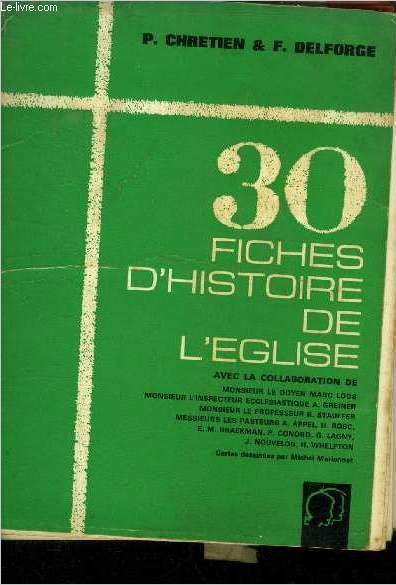 Le-livre.com
P. CHRETIEN & F. DELFORGE
30
FICHES
D'HISTOIRE
DE
L'EGLISE
AVEC LA COLLABORATION DE
MONSIEUR LE DOYEN MARC LODS
MONSIEUR L'INSPECTEUR ECCLESIASTIQUE A. GREINER
MONSIEUR LE PROFESSEUR R. STAUFFER
MESSIEURS LES PASTEURS A. APPEL, H. BOSC,
E. M. BRAEKMAN, P. CONORD, G. LAGNY,
J. NOUVELON, H. WHELPTON
Cartes dessinées par Michel Marionnet